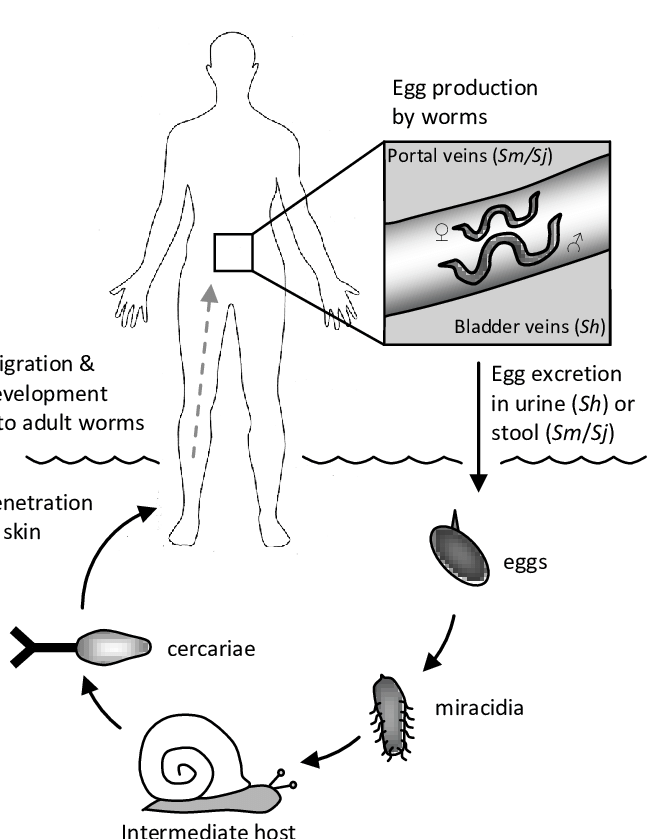 Egg production
by worms
Portal veins (Sm/Sj)
♀
♂
Bladder veins (Sh)
igration &
evelopment
to adult worms
Egg excretion
in urine (Sh) or
stool (Sm/Sj)
enetration
skin
eggs
cercariae
miracidia
Intermediate host